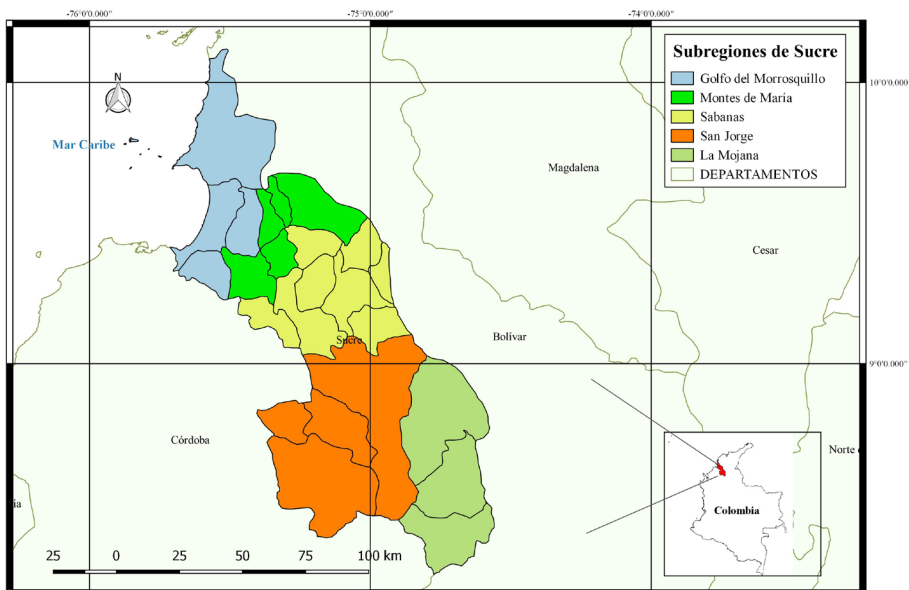 -76°0'0.000"
-75°0'0.000"
-74°0'0.000"
Subregiones de Sucre
Golfo del Morrosquillo
Montes de María
Sabanas
San Jorge
La Mojana
DEPARTAMENTOS
10°0'0.000
N
Mar Caribe
Magdalena
Cesar
Bolívar
Sucre
9°0'0.000"
Córdoba
Norte
ia
Colombia
25 0 25 50 75 100 km